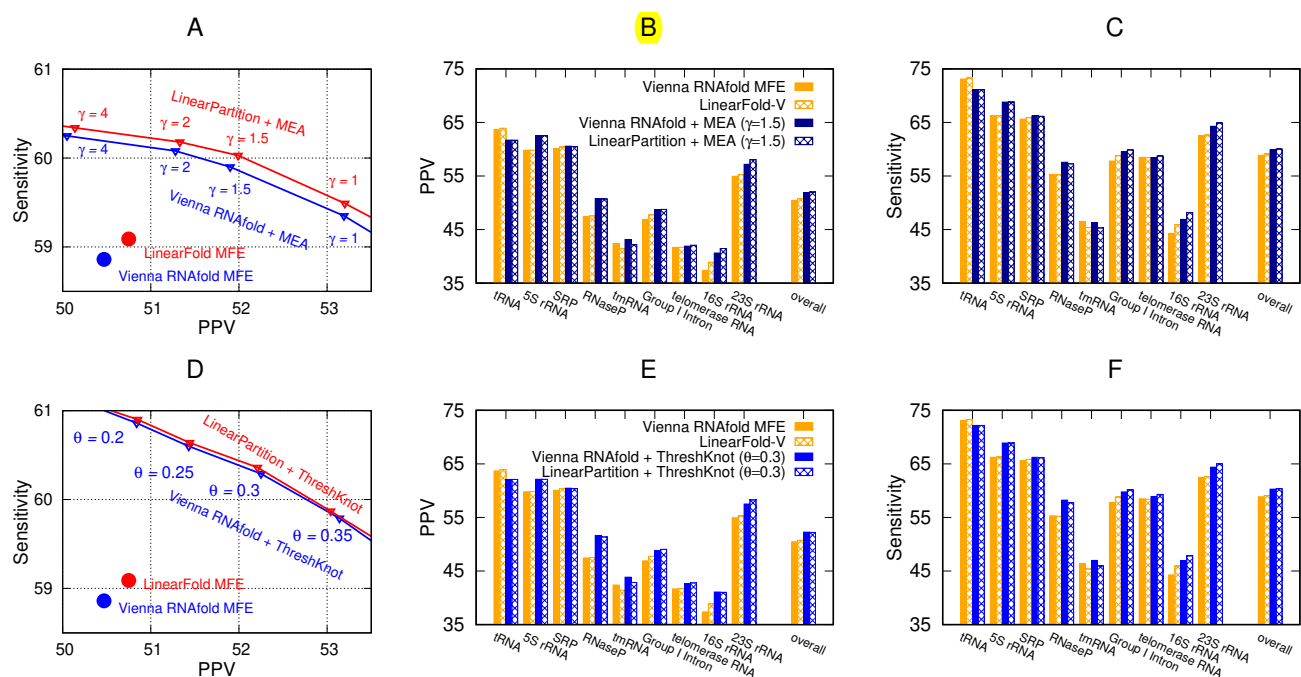 A
61
60
59
50
51
52
53
Sensitivity
PPV
γ = 4
γ = 2
γ = 1.5
γ = 1
LinearPartition + MEA
γ = 4
γ = 2
γ = 1.5
γ = 1
Vienna RNAfold + MEA
LinearFold MFE
Vienna RNAfold MFE
B
75
65
55
45
35
PPV
Vienna RNAfold MFE
LinearFold-V
Vienna RNAfold + MEA (γ=1.5)
LinearPartition + MEA (γ=1.5)
tRNA
5S rRNA
SRP
RNaseP
tmRNA
Group I Intron
telomerase RNA
16S rRNA
23S rRNA
overall
C
75
65
55
45
35
Sensitivity
tRNA
5S rRNA
SRP
RNaseP
tmRNA
Group I Intron
telomerase RNA
16S rRNA
23S rRNA
overall
D
61
60
59
50
51
52
53
Sensitivity
PPV
θ = 0.2
θ = 0.25
θ = 0.3
θ = 0.35
LinearPartition + ThreshKnot
Vienna RNAfold + ThreshKnot
LinearFold MFE
Vienna RNAfold MFE
E
75
65
55
45
35
PPV
Vienna RNAfold MFE
LinearFold-V
Vienna RNAfold + ThreshKnot (θ=0.3)
LinearPartition + ThreshKnot (θ=0.3)
tRNA
5S rRNA
SRP
RNaseP
tmRNA
Group I Intron
telomerase RNA
16S rRNA
23S rRNA
overall
F
75
65
55
45
35
Sensitivity
tRNA
5S rRNA
SRP
RNaseP
tmRNA
Group I Intron
telomerase RNA
16S rRNA
23S rRNA
overall